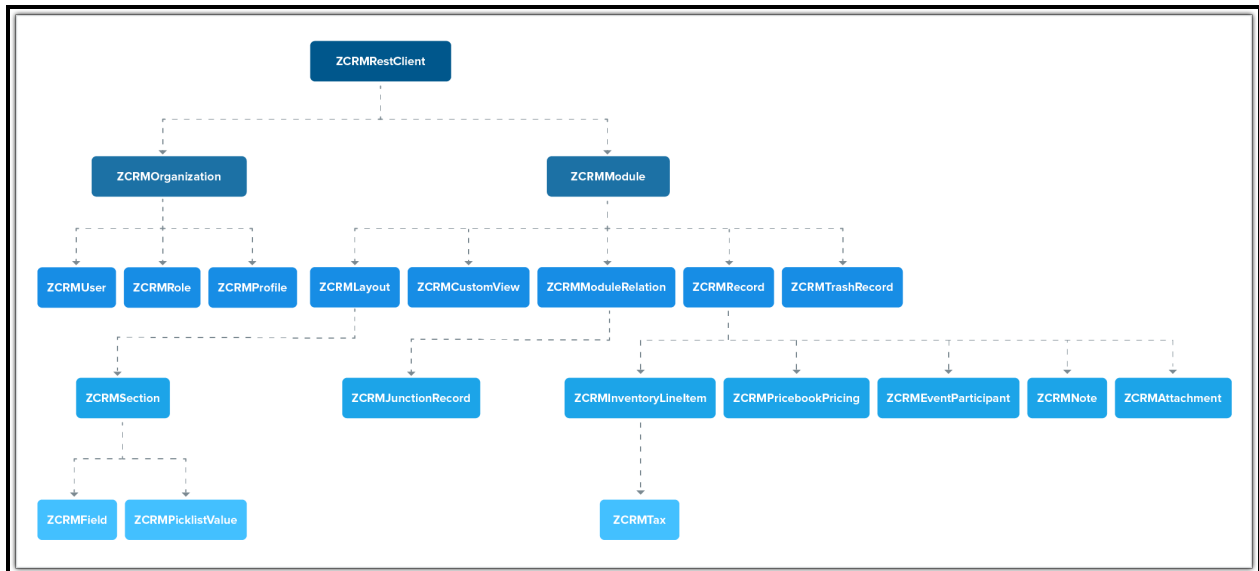 ZCRMRestClient
ZCRMOrganization
ZCRMModule
ZCRMUser
ZCRMRole
ZCRMProfile
ZCRMLayout
ZCRMCustomView
ZCRMModuleRelation
ZCRMRecord
ZCRMTrashRecord
ZCRMSection
ZCRMJunctionRecord
ZCRMInventoryLineItem
ZCRMPricebookPricing
ZCRMEventParticipant
ZCRMNote
ZCRMAttachment
ZCRMField
ZCRMPicklistValue
ZCRMTax